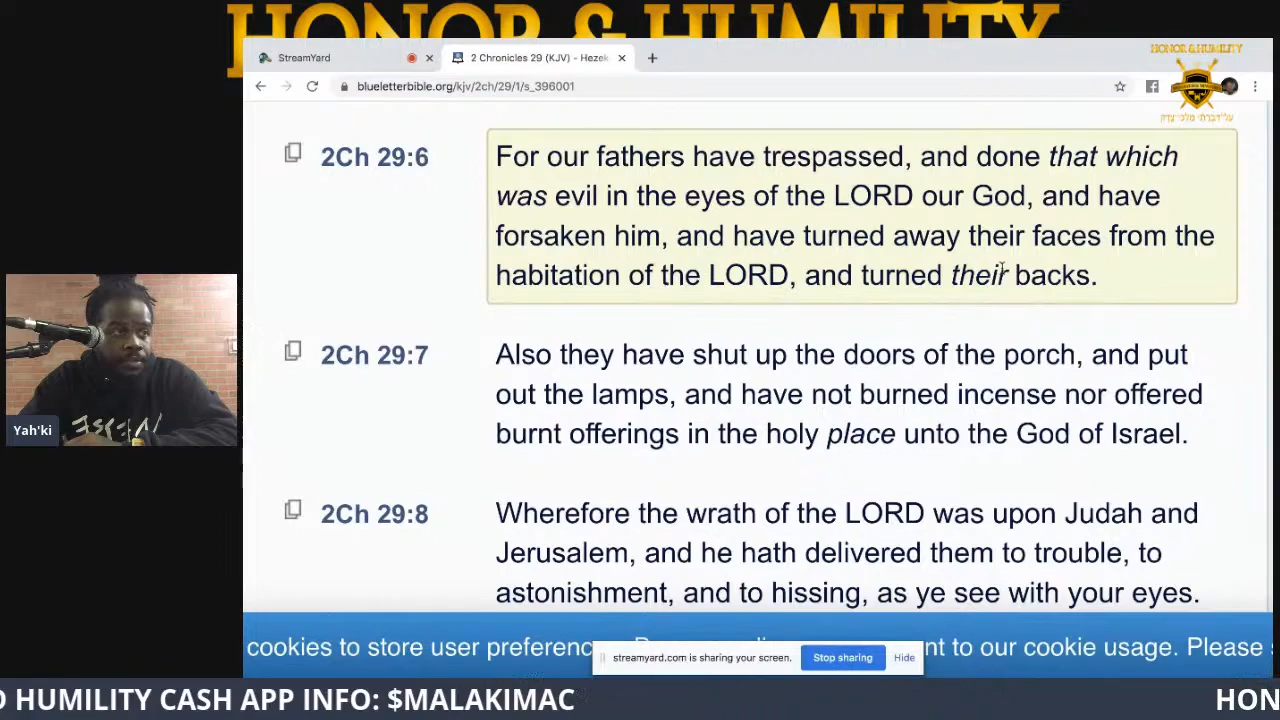 HONOR & HUMILITY
StreamYard
2 Chronicles 29 (KJV) - Hezek
HONOR & HUMILITY
blueletterbible.org/kjv/2ch/29/1/s_396001
2Ch 29:6
For our fathers have trespassed, and done that which
was evil in the eyes of the LORD our God, and have
forsaken him, and have turned away their faces from the
habitation of the LORD, and turned their backs.
2Ch 29:7
Also they have shut up the doors of the porch, and put
out the lamps, and have not burned incense nor offered
burnt offerings in the holy place unto the God of Israel.
2Ch 29:8
Wherefore the wrath of the LORD was upon Judah and
Jerusalem, and he hath delivered them to trouble, to
astonishment, and to hissing, as ye see with your eyes.
Yah'ki
cookies to store user preferenc
nt to our cookie usage. Please
streamyard.com is sharing your screen.
Stop sharing
Hide
HUMILITY CASH APP INFO: $MALAKIMAC
HON